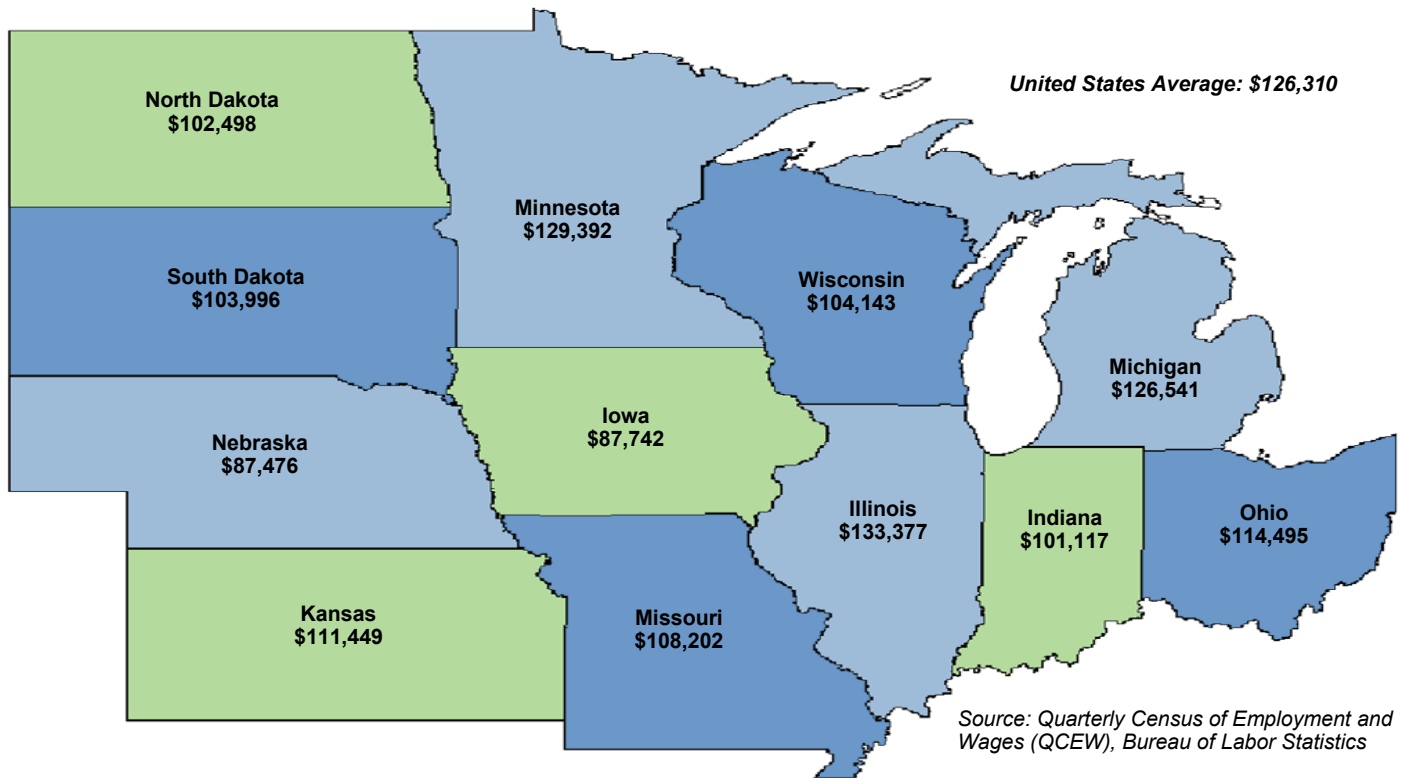 United States Average: $126,310
North Dakota
$102,498
Minnesota
$129,392
South Dakota
$103,996
Wisconsin
$104,143
Michigan
$126,541
Nebraska
$87,476
Iowa
$87,742
Illinois
$133,377
Indiana
$101,117
Ohio
$114,495
Kansas
$111,449
Missouri
$108,202
Source: Quarterly Census of Employment and
Wages (QCEW), Bureau of Labor Statistics